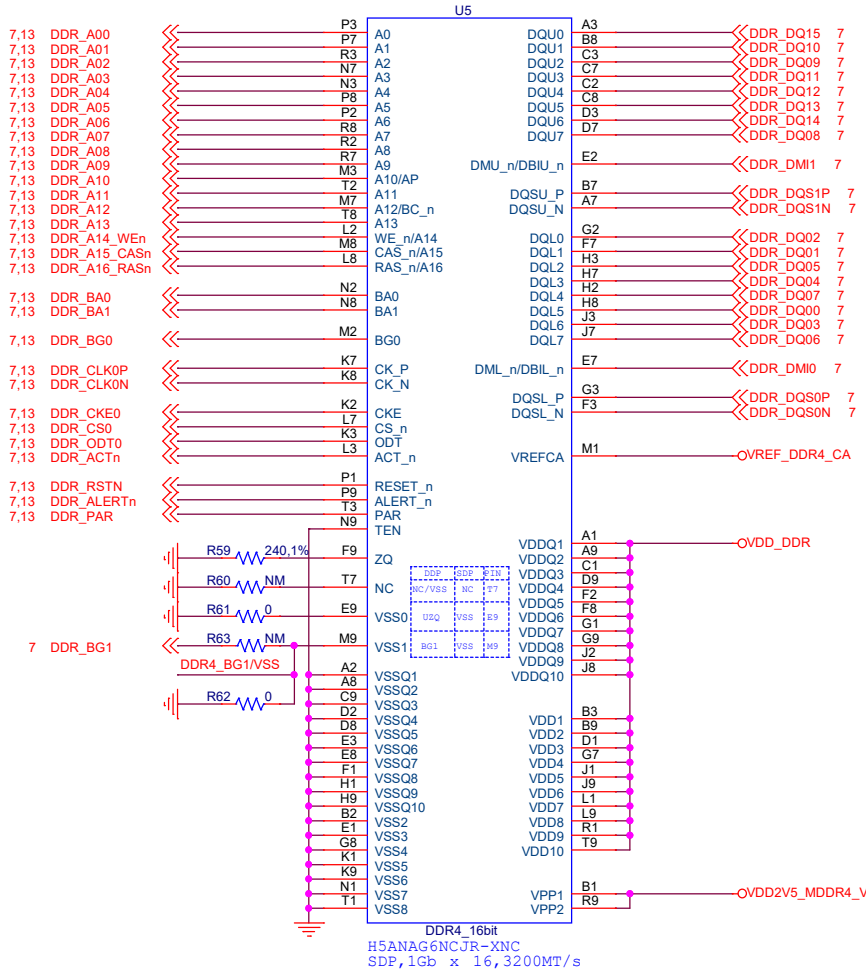 U5
7,13 DDR_A00 P3 A0 DQU0 A3 DDR_DQ15 7
7,13 DDR_A01 P7 A1 DQU1 B8 DDR_DQ10 7
7,13 DDR_A02 R3 A2 DQU2 C3 DDR_DQ09 7
7,13 DDR_A03 N7 A3 DQU3 C7 DDR_DQ11 7
7,13 DDR_A04 N3 A4 DQU4 C2 DDR_DQ12 7
7,13 DDR_A05 P8 A5 DQU5 C8 DDR_DQ13 7
7,13 DDR_A06 P2 A6 DQU6 D3 DDR_DQ14 7
7,13 DDR_A07 R8 A7 DQU7 D7 DDR_DQ08 7
7,13 DDR_A08 R2 A8
7,13 DDR_A09 R7 A9 DMU_n/DBIU_n E2 DDR_DMI1 7
7,13 DDR_A10 M3 A10/AP
7,13 DDR_A11 T2 A11 DQSU_P B7 DDR_DQS1P 7
7,13 DDR_A12 M7 A12/BC_n DQSU_N A7 DDR_DQS1N 7
7,13 DDR_A13 T8 A13
7,13 DDR_A14_WEn L2 WE_n/A14 DQL0 G2 DDR_DQ02 7
7,13 DDR_A15_CASn M8 CAS_n/A15 DQL1 F7 DDR_DQ01 7
7,13 DDR_A16_RASn L8 RAS_n/A16 DQL2 H3 DDR_DQ05 7
DQL3 H7 DDR_DQ04 7
7,13 DDR_BA0 N2 BA0 DQL4 H2 DDR_DQ07 7
7,13 DDR_BA1 N8 BA1 DQL5 H8 DDR_DQ00 7
DQL6 J3 DDR_DQ03 7
7,13 DDR_BG0 M2 BG0 DQL7 J7 DDR_DQ06 7
7,13 DDR_CLK0P K7 CK_P DML_n/DBIL_n E7 DDR_DMI0 7
7,13 DDR_CLK0N K8 CK_N
DQSL_P G3 DDR_DQS0P 7
7,13 DDR_CKE0 K2 CKE DQSL_N F3 DDR_DQS0N 7
7,13 DDR_CS0 L7 CS_n
7,13 DDR_ODT0 K3 ODT
7,13 DDR_ACTn L3 ACT_n VREFCA M1 VREF_DDR4_CA
7,13 DDR_RSTN P1 RESET_n
7,13 DDR_ALERTn P9 ALERT_n
7,13 DDR_PAR T3 PAR
N9 TEN
VDDQ1 A1 VDD_DDR
R59 240,1% F9 ZQ VDDQ2 A9
DDP SDP PIN VDDQ3 C1
R60 NM T7 NC NC/VSS NC T7 VDDQ4 D9
VDDQ5 F2
R61 0 E9 VSS0 UZQ VSS E9 VDDQ6 F8
VDDQ7 G1
7 DDR_BG1 R63 NM M9 VSS1 BG1 VSS M9 VDDQ8 G9
DDR4_BG1/VSS VDDQ9 J2
A2 VSSQ1 VDDQ10 J8
A8 VSSQ2
R62 0 C9 VSSQ3
D2 VSSQ4 VDD1 B3
D8 VSSQ5 VDD2 B9
E3 VSSQ6 VDD3 D1
E8 VSSQ7 VDD4 G7
F1 VSSQ8 VDD5 J1
H1 VSSQ9 VDD6 J9
H9 VSSQ10 VDD7 L1
B2 VSS2 VDD8 L9
E1 VSS3 VDD9 R1
G8 VSS4 VDD10 T9
K1 VSS5
K9 VSS6
N1 VSS7 VPP1 B1 VDD2V5_MDDR4_V
T1 VSS8 VPP2 R9
DDR4_16bit
H5ANAG6NCJR-XNC
SDP,1Gb x 16,3200MT/s